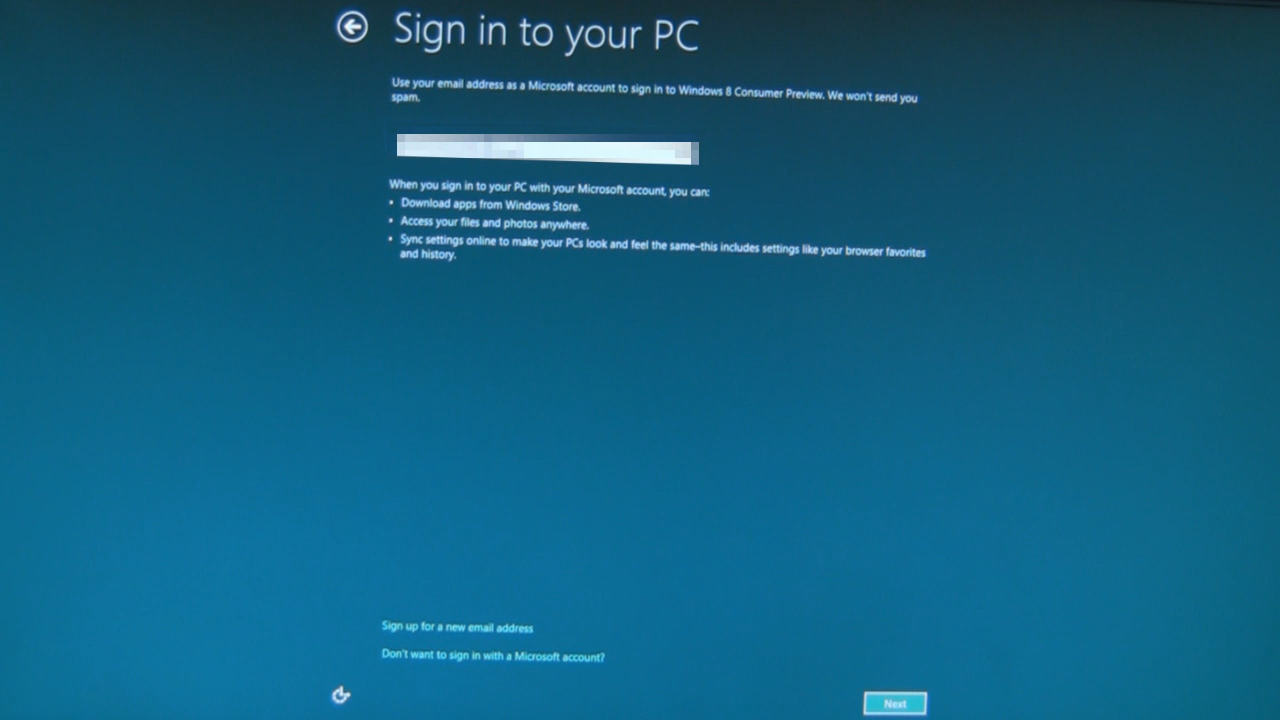 Sign in to your PC
Use your email address as a Microsoft account to sign in to Windows 8 Consumer Preview. We won't send you
spam.
When you sign in to your PC with your Microsoft account, you can:
• Download apps from Windows Store.
• Access your files and photos anywhere.
• Sync settings online to make your PCs look and feel the same–this includes settings like your browser favorites
and history.
Sign up for a new email address
Don't want to sign in with a Microsoft account?
Next